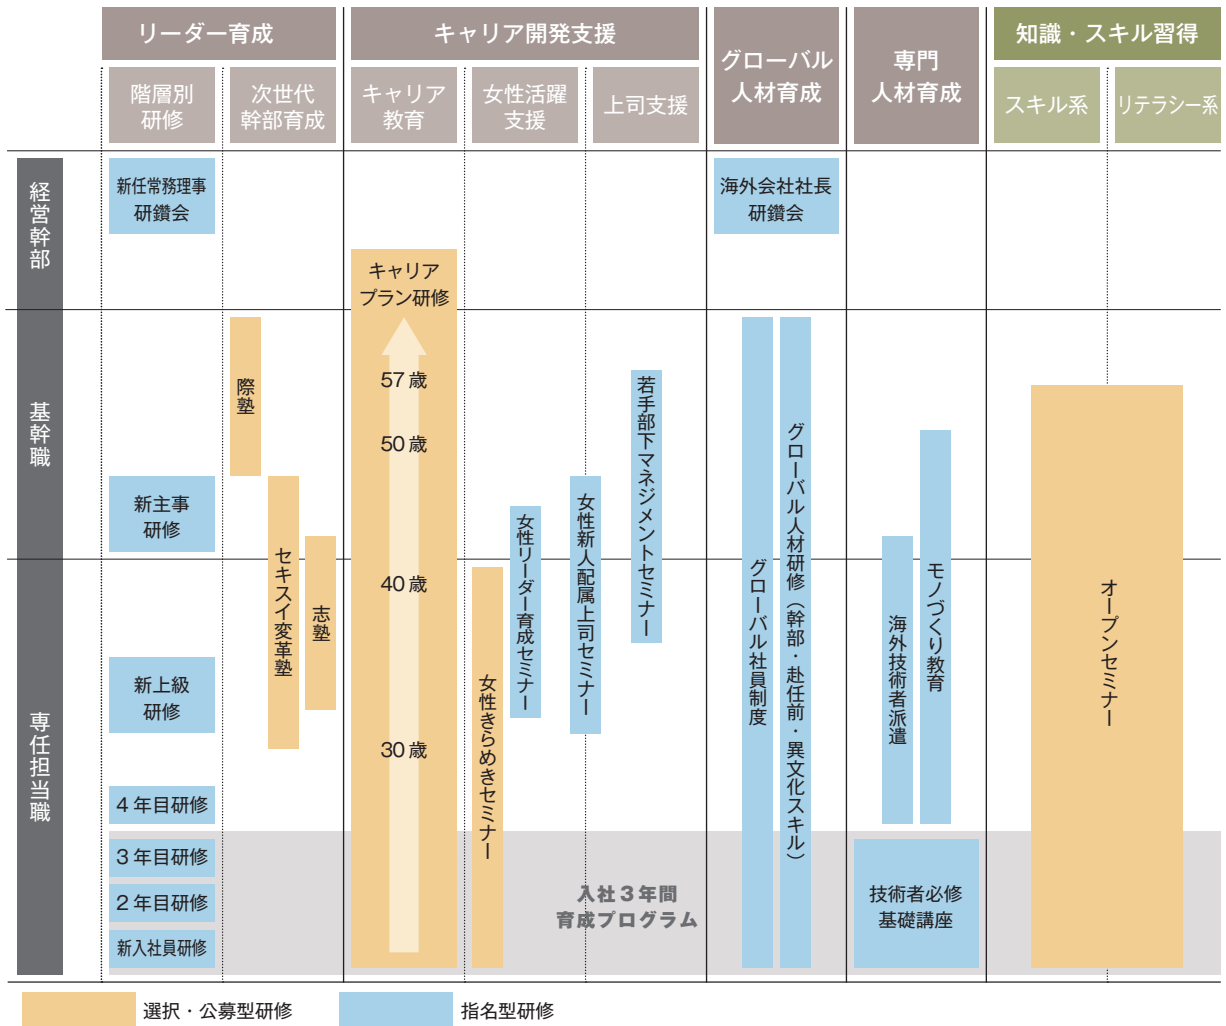 リーダー育成
キャリア開発支援
グローバル
人材育成
専門
人材育成
知識・スキル習得
階層別
研修
次世代
幹部育成
キャリア
教育
女性活躍
支援
上司支援
スキル系
リテラシー系
経営幹部
新任常務理事
研鑽会
海外会社社長
研鑽会
キャリア
プラン研修
基幹職
際塾
57歳
50歳
新主事
研修
セキスイ変革塾
志塾
40歳
30歳
女性きらめきセミナー
女性リーダー育成セミナー
女性新人配属上司セミナー
若手部下マネジメントセミナー
グローバル社員制度
グローバル人材研修（幹部・赴任前・異文化スキル）
海外技術者派遣
モノづくり教育
オープンセミナー
専任担当職
新上級
研修
4年目研修
3年目研修
2年目研修
新入社員研修
入社3年間
育成プログラム
技術者必修
基礎講座
選択・公募型研修
指名型研修